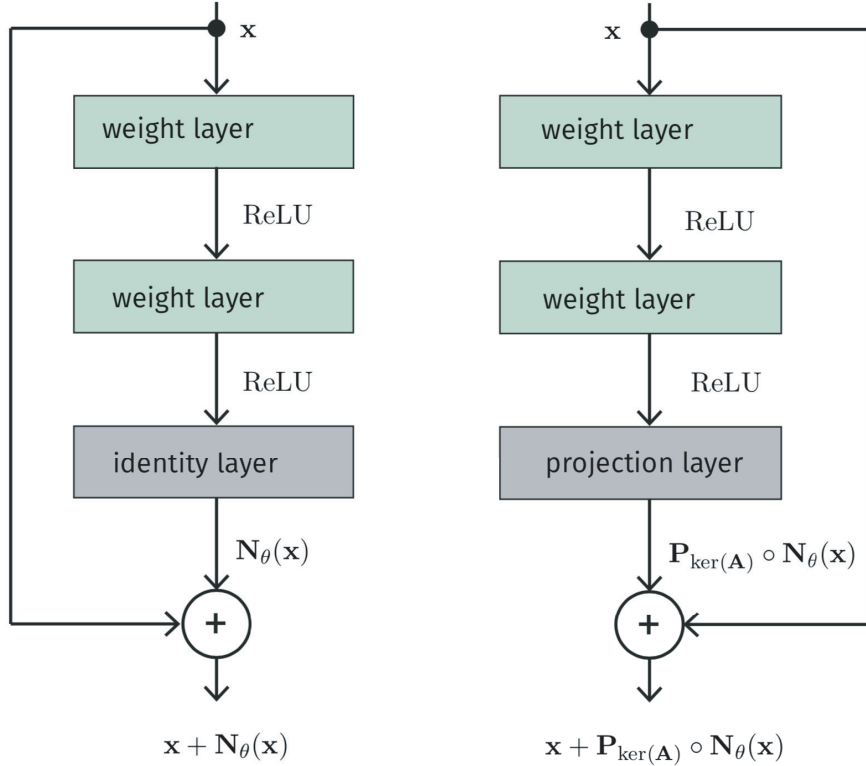 x
weight layer
ReLU
weight layer
ReLU
identity layer
N_θ(x)
+
x + N_θ(x)
x
weight layer
ReLU
weight layer
ReLU
projection layer
P_ker(A) ∘ N_θ(x)
+
x + P_ker(A) ∘ N_θ(x)